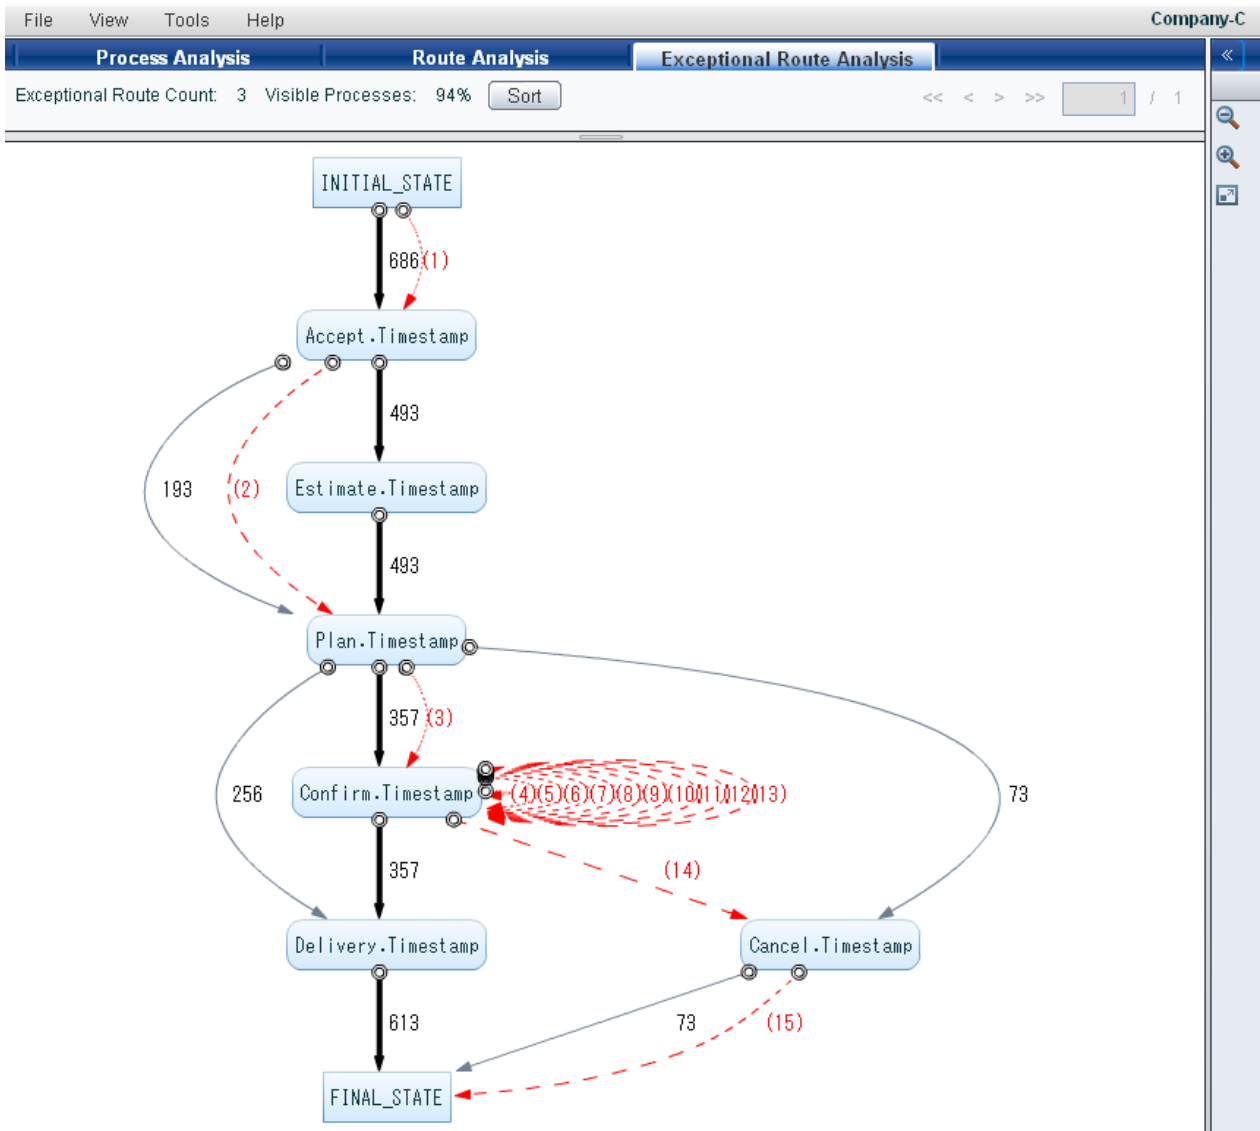 File View Tools Help Company-C
Process Analysis Route Analysis Exceptional Route Analysis «
Exceptional Route Count: 3 Visible Processes: 94% Sort << < > >> 1 / 1
INITIAL_STATE
686 (1)
Accept.Timestamp
493
193 (2) Estimate.Timestamp
493
Plan.Timestamp
357 (3)
256 Confirm.Timestamp (4)(5)(6)(7)(8)(9)(10)(11)(12)(13) 73
357 (14)
Delivery.Timestamp Cancel.Timestamp
613 73 (15)
FINAL_STATE